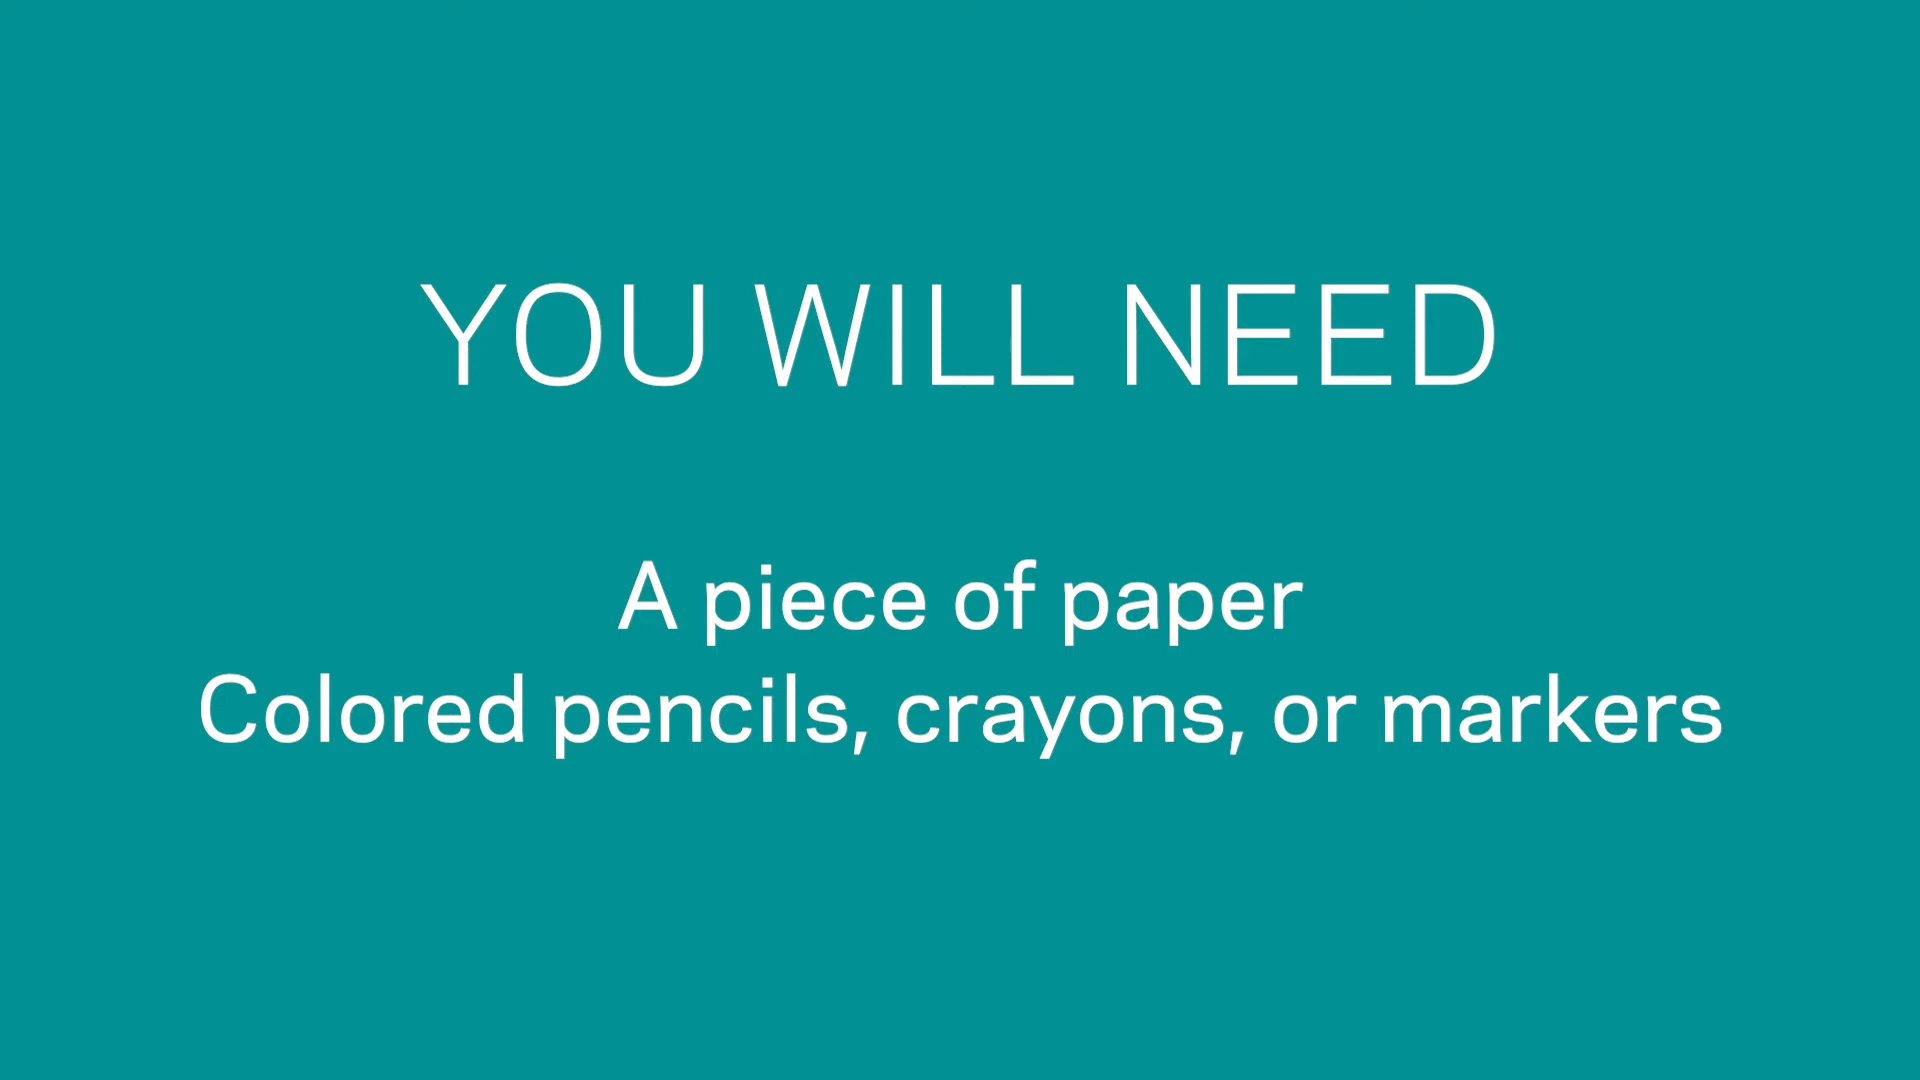 YOU WILL NEED
A piece of paper
Colored pencils, crayons, or markers